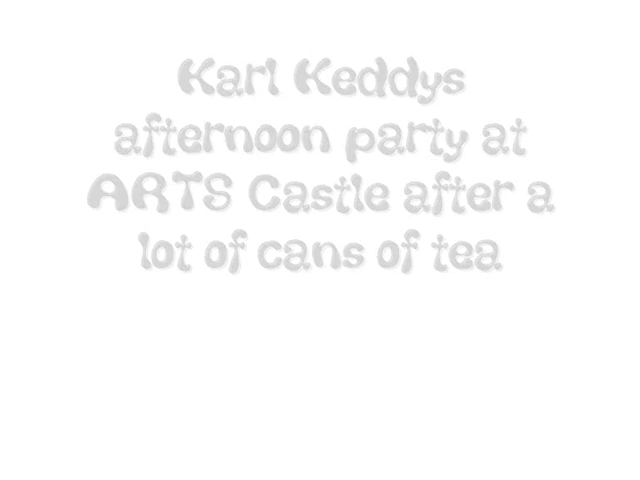 Karl Keddys
afternoon party at
ARTS Castle after a
lot of cans of tea